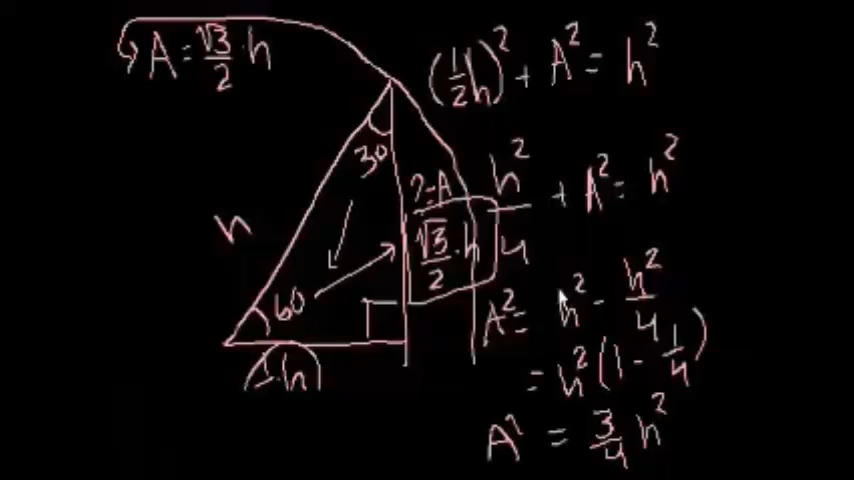 A = √3/2 · h
(1/2 h)² + A² = h²
30
? = A
h²/4 + A² = h²
h
√3/2 · h
60
A² = h² - h²/4
= h² (1 - 1/4)
A² = 3/4 h²